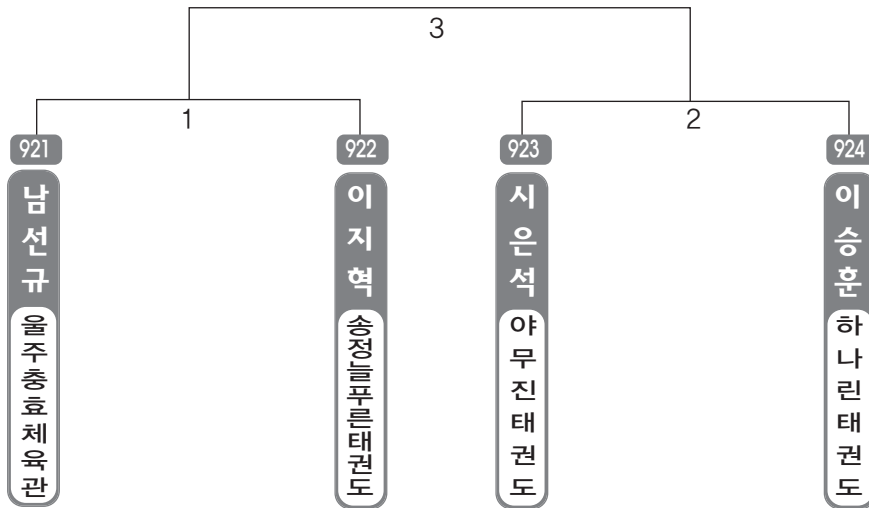 3
1
2
921
922
923
924
남선규
이지혁
시은석
이승훈
울주충효체육관
송정늘푸른태권도
야무진태권도
하나린태권도